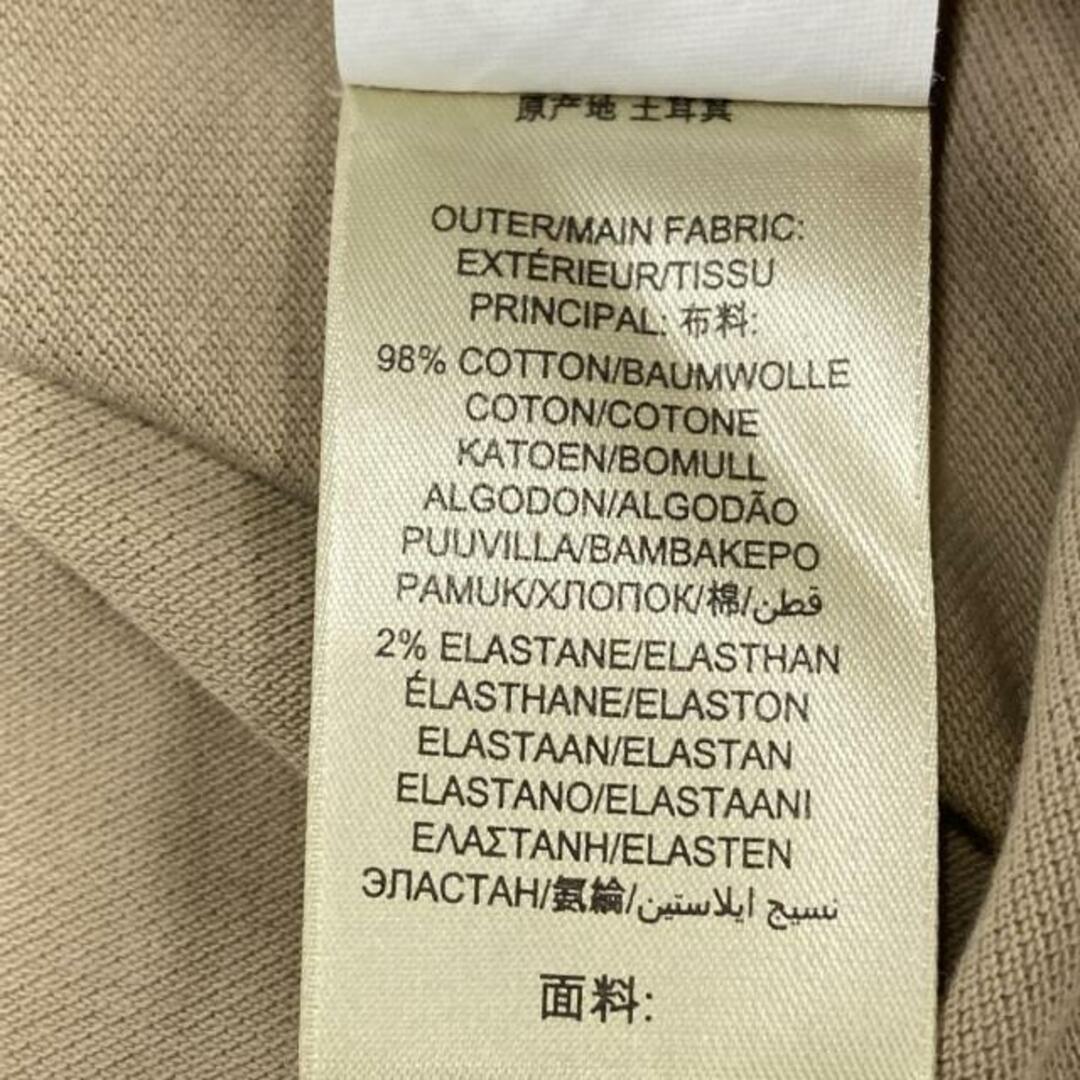 原产地 土耳其
OUTER/MAIN FABRIC:
EXTÉRIEUR/TISSU
PRINCIPAL: 布料:
98% COTTON/BAUMWOLLE
COTON/COTONE
KATOEN/BOMULL
ALGODON/ALGODÃO
PUUVILLA/BAMBAKEPO
PAMUK/ХЛОПОК/棉/قطن
2% ELASTANE/ELASTHAN
ÉLASTHANE/ELASTON
ELASTAAN/ELASTAN
ELASTANO/ELASTAANI
ΕΛΑΣΤΑΝΗ/ELASTEN
ЭЛАСТАН/氨綸/نسيج ايلاستين
面料: